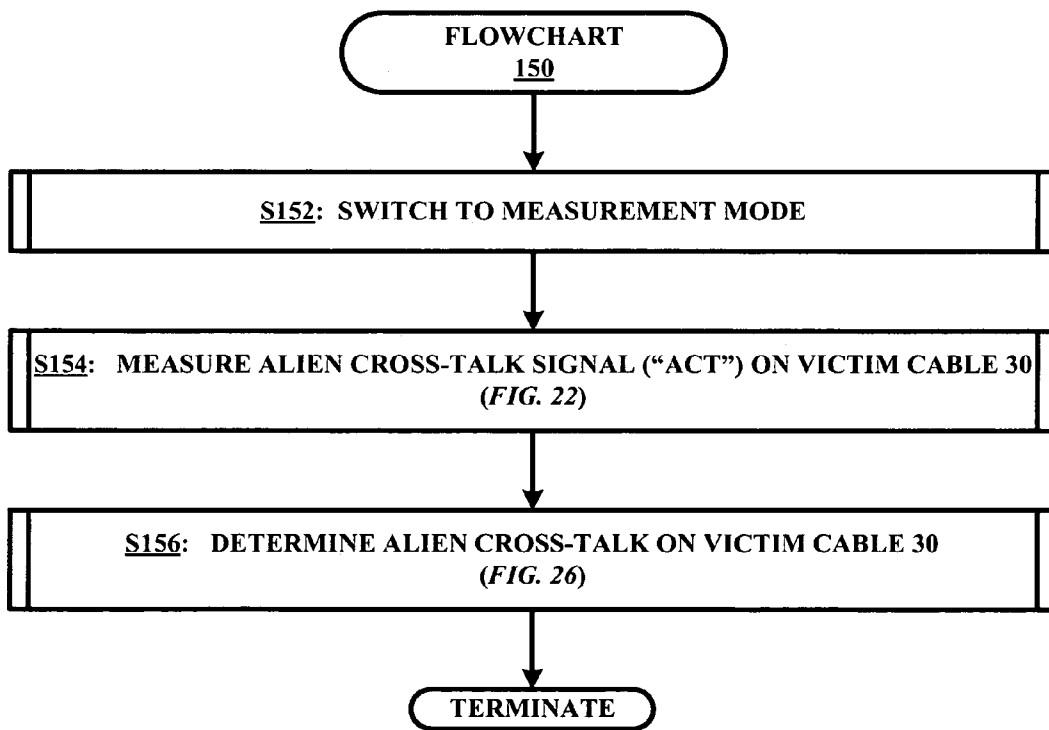 FLOWCHART
150
S152: SWITCH TO MEASUREMENT MODE
S154: MEASURE ALIEN CROSS-TALK SIGNAL (“ACT”) ON VICTIM CABLE 30
(FIG. 22)
S156: DETERMINE ALIEN CROSS-TALK ON VICTIM CABLE 30
(FIG. 26)
TERMINATE